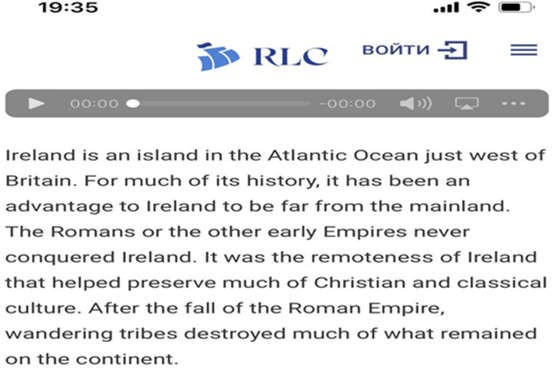 19:35
RLC ВОЙТИ
00:00 -00:00
Ireland is an island in the Atlantic Ocean just west of
Britain. For much of its history, it has been an
advantage to Ireland to be far from the mainland.
The Romans or the other early Empires never
conquered Ireland. It was the remoteness of Ireland
that helped preserve much of Christian and classical
culture. After the fall of the Roman Empire,
wandering tribes destroyed much of what remained
on the continent.